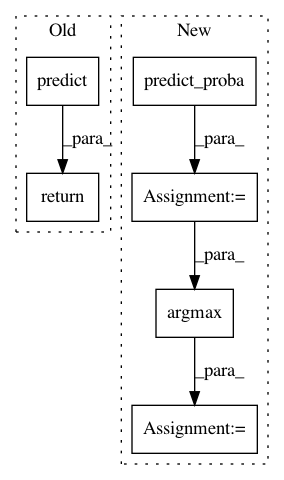 Old
New
predict
predict_proba
_para_
_para_
return
Assignment:=
_para_
argmax
_para_
Assignment:=